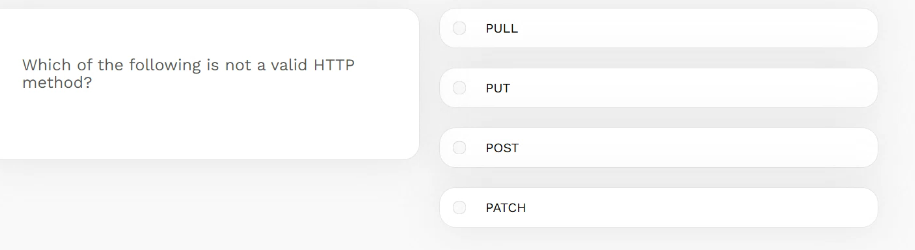 Which of the following is not a valid HTTP
method?
PULL
PUT
POST
PATCH